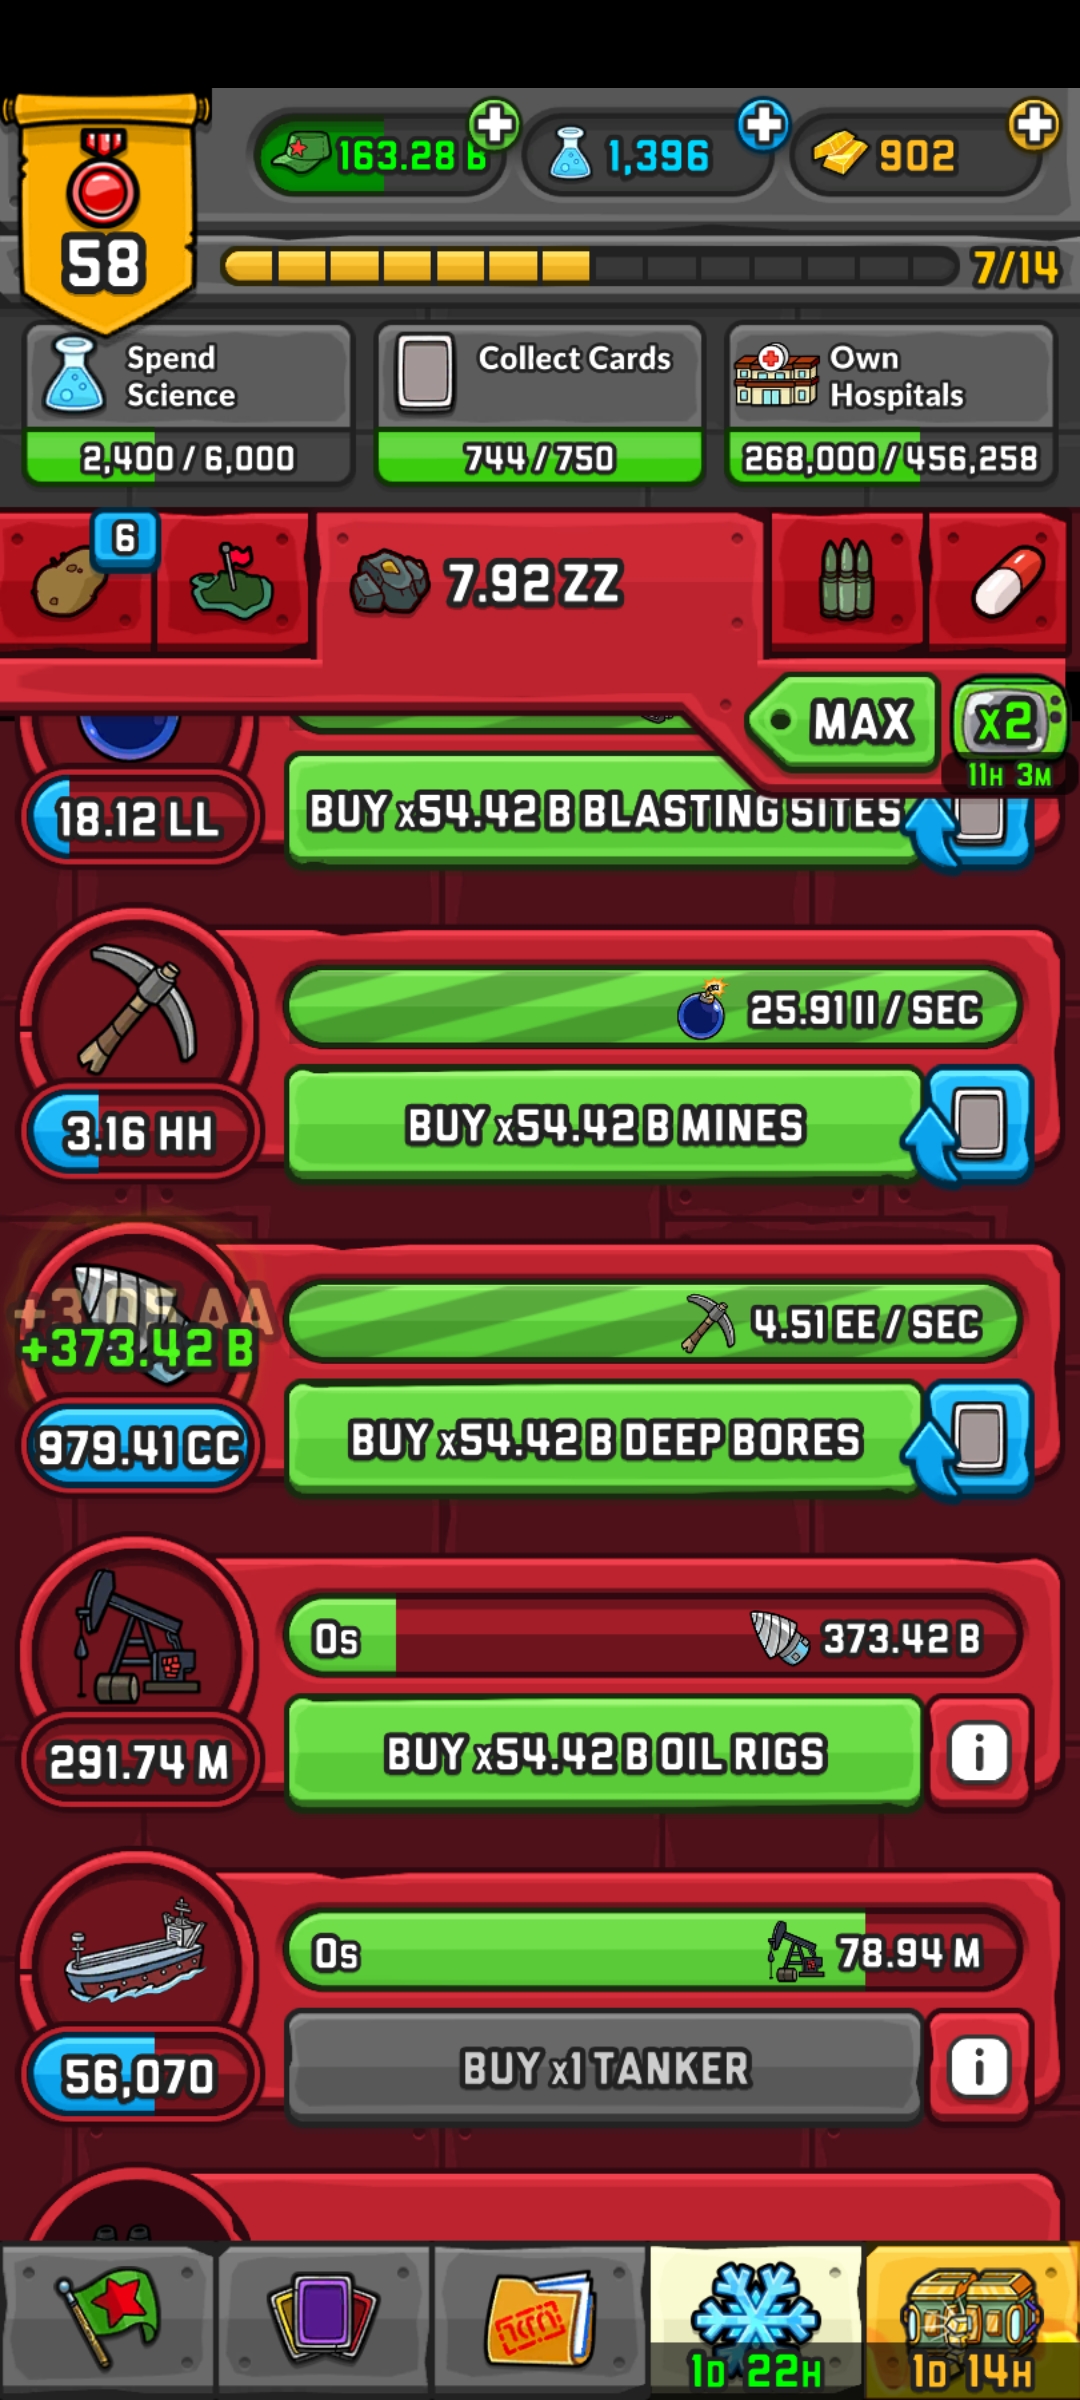 163.28 B
1,396
902
58
7/14
Spend
Science
2,400 / 6,000
Collect Cards
744 / 750
Own
Hospitals
268,000 / 456,258
6
7.92 ZZ
MAX
x2
11H 3M
18.12 LL
BUY x54.42 B BLASTING SITES
25.91 II / SEC
3.16 HH
BUY x54.42 B MINES
+3.05 AA
+373.42 B
4.51 EE / SEC
979.41 CC
BUY x54.42 B DEEP BORES
0s
373.42 B
291.74 M
BUY x54.42 B OIL RIGS
i
0s
78.94 M
56,070
BUY x1 TANKER
i
1D 22H
1D 14H